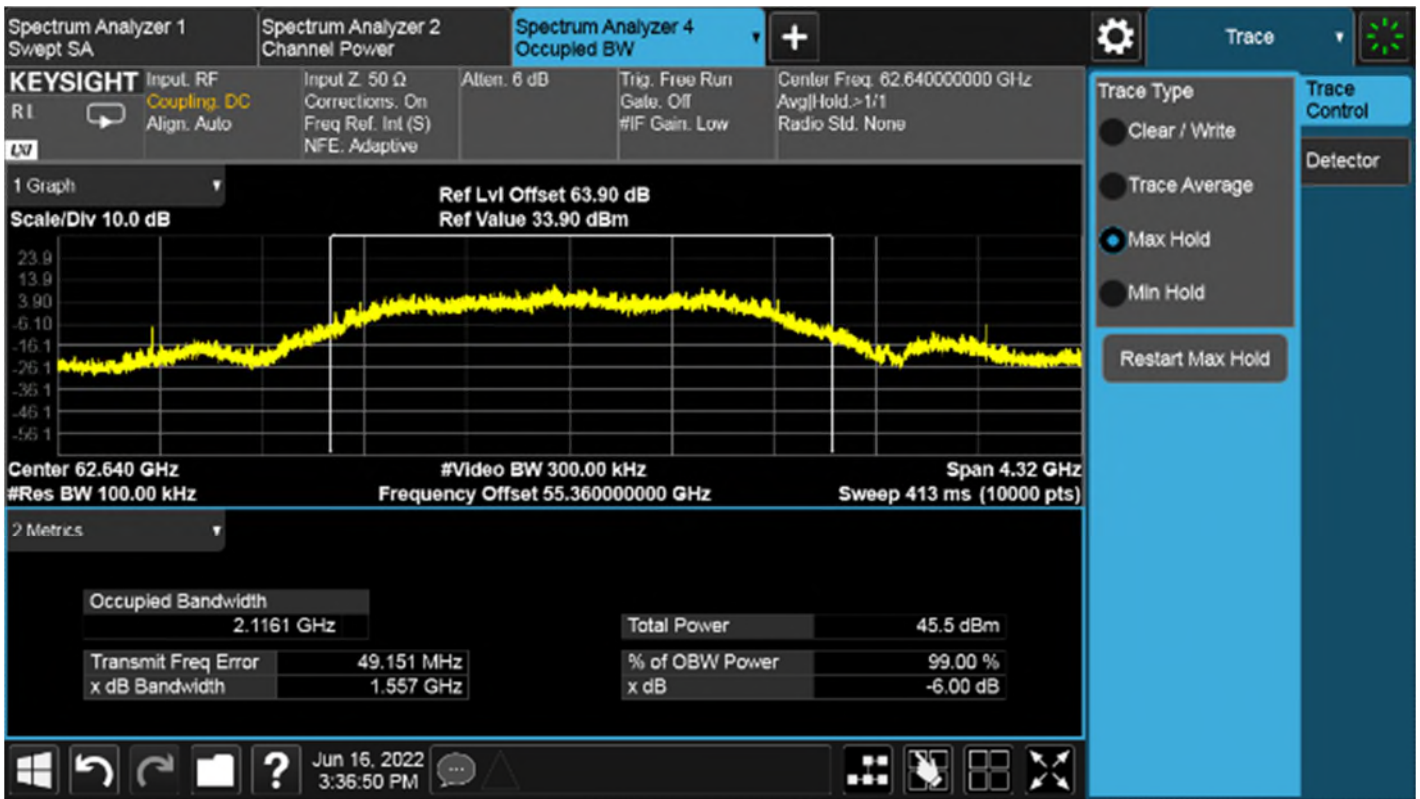 Spectrum Analyzer 1
Swept SA
Spectrum Analyzer 2
Channel Power
Spectrum Analyzer 4
Occupied BW
Trace
KEYSIGHT
RL
LXI
Input. RF
Coupling. DC
Align. Auto
Input Z. 50 Ω
Corrections. On
Freq Ref. Int (S)
NFE. Adaptive
Atten. 6 dB
Trig. Free Run
Gate. Off
#IF Gain. Low
Center Freq. 62.640000000 GHz
Avg|Hold.>1/1
Radio Std. None
1 Graph
Scale/Div 10.0 dB
Ref Lvl Offset 63.90 dB
Ref Value 33.90 dBm
23.9
13.9
3.90
-6.10
-16.1
-26.1
-36.1
-46.1
-56.1
Center 62.640 GHz
#Res BW 100.00 kHz
#Video BW 300.00 kHz
Frequency Offset 55.360000000 GHz
Span 4.32 GHz
Sweep 413 ms (10000 pts)
2 Metrics
Occupied Bandwidth
2.1161 GHz
Transmit Freq Error 49.151 MHz
x dB Bandwidth 1.557 GHz
Total Power 45.5 dBm
% of OBW Power 99.00 %
x dB -6.00 dB
Trace Type
Clear / Write
Trace Average
Max Hold
Min Hold
Restart Max Hold
Trace
Control
Detector
?
Jun 16, 2022
3:36:50 PM